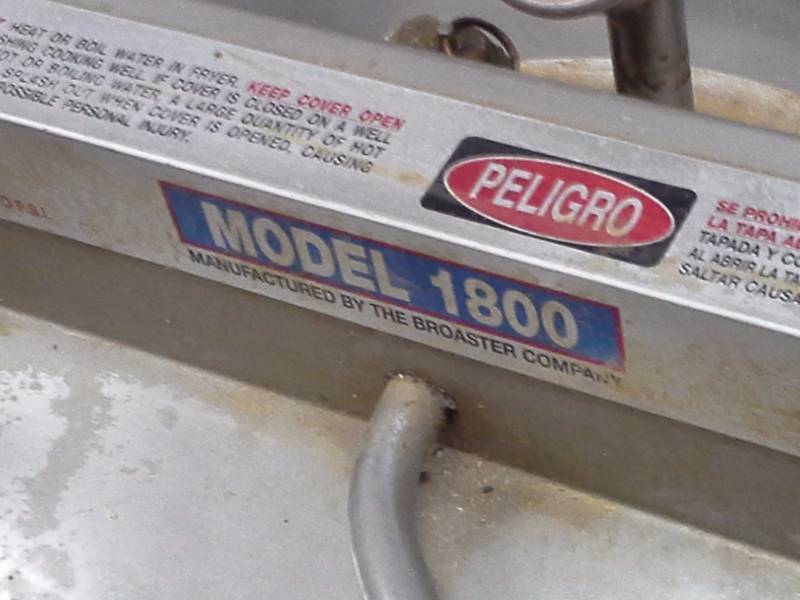 HEAT OR BOIL WATER IN FRYER. KEEP COVER OPEN
COOKING WELL. IF COVER IS CLOSED ON A WELL
OR BOILING WATER, A LARGE QUANTITY OF HOT
SPLASH OUT WHEN COVER IS OPENED, CAUSING
POSSIBLE PERSONAL INJURY.
PELIGRO
SE PROHI
LA TAPA A
TAPADA Y CO
AL ABRIR LA TA
SALTAR CAUSA
P.S.I.
MODEL 1800
MANUFACTURED BY THE BROASTER COMPANY